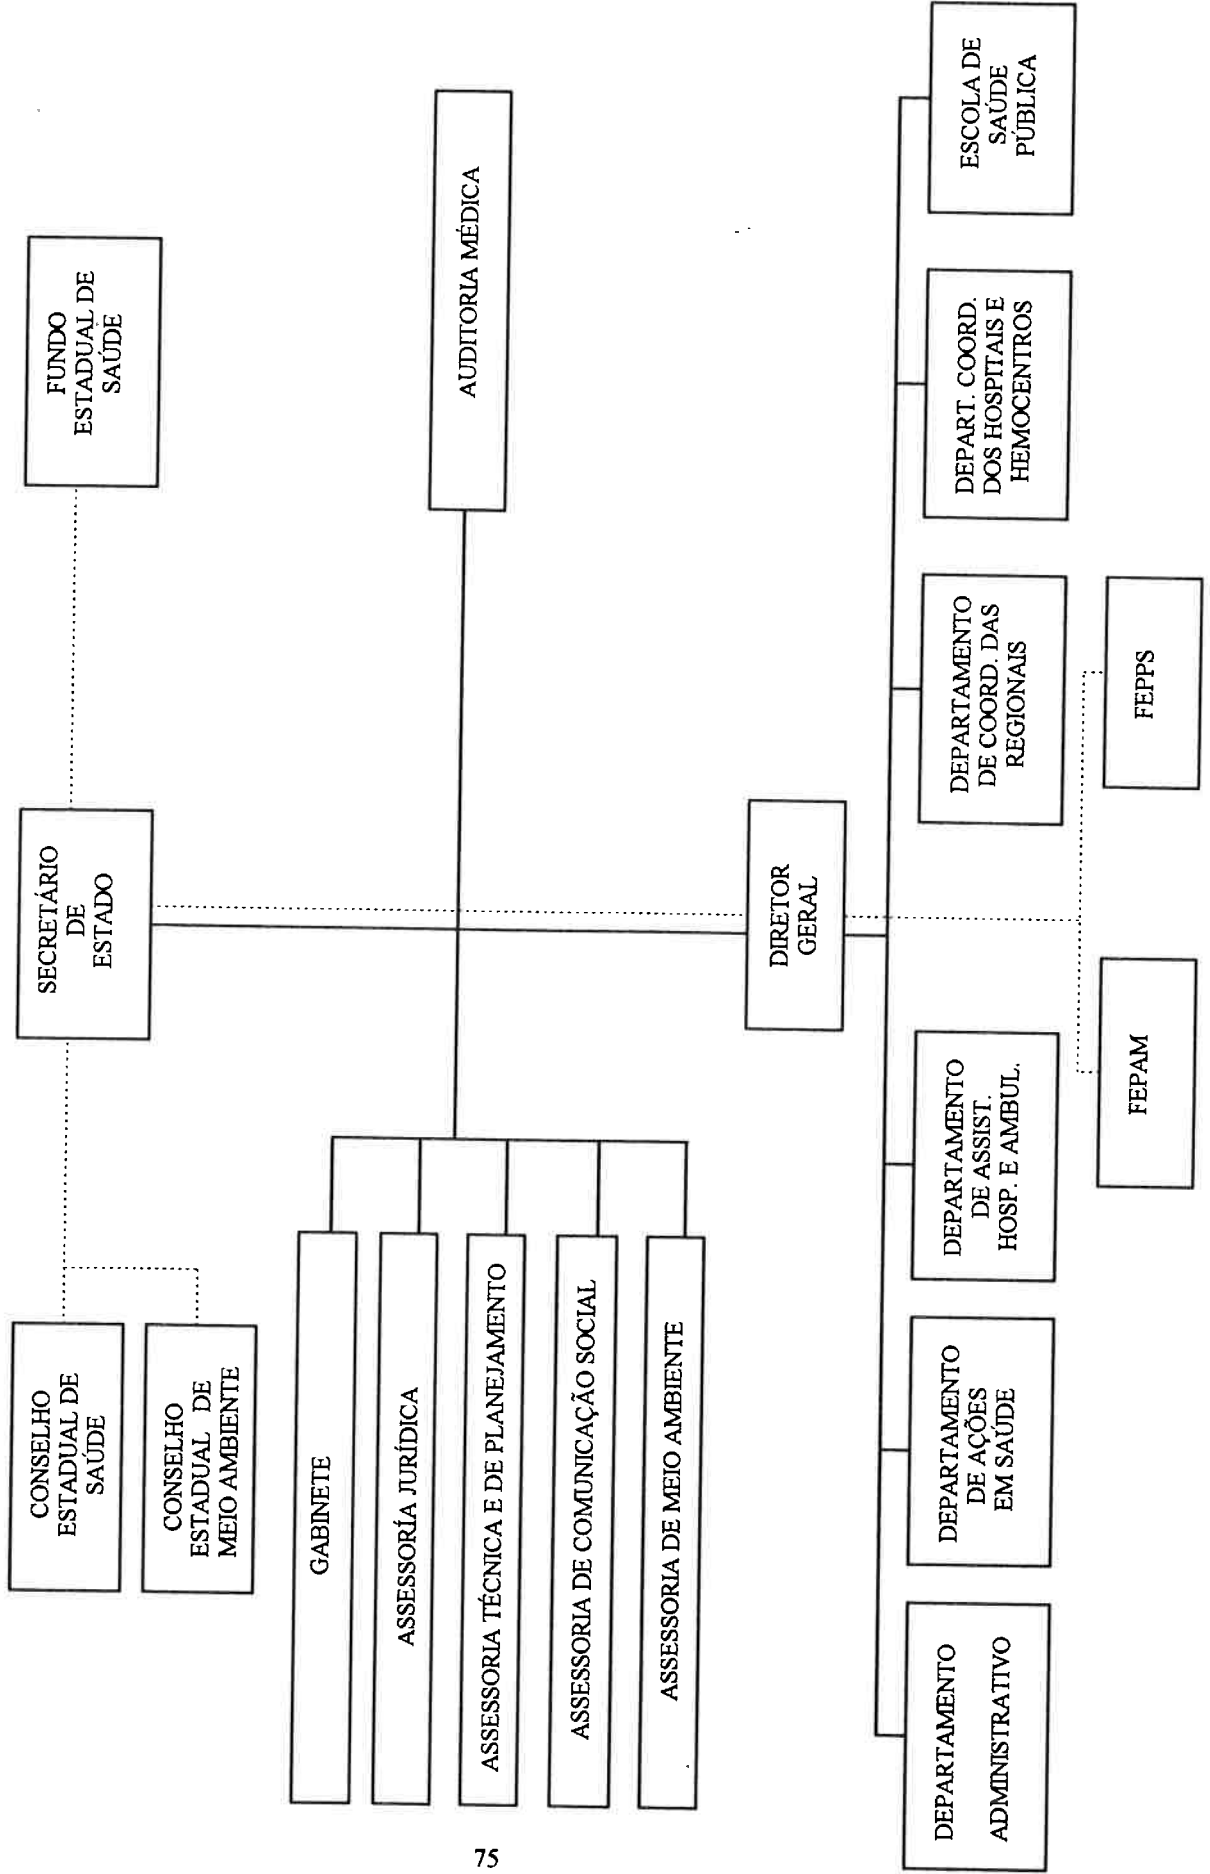 CONSELHO
ESTADUAL DE
SAÚDE
SECRETÁRIO
DE
ESTADO
FUNDO
ESTADUAL DE
SAÚDE
CONSELHO
ESTADUAL DE
MEIO AMBIENTE
GABINETE
ASSESSORÍA JURÍDICA
ASSESSORIA TÉCNICA E DE PLANEJAMENTO
ASSESSORIA DE COMUNICAÇÃO SOCIAL
ASSESSORIA DE MEIO AMBIENTE
AUDITORIA MÉDICA
DIRETOR
GERAL
DEPARTAMENTO
ADMINISTRATIVO
DEPARTAMENTO
DE AÇÕES
EM SAÚDE
DEPARTAMENTO
DE ASSIST.
HOSP. E AMBUL.
DEPARTAMENTO
DE COORD. DAS
REGIONAIS
DEPART. COORD.
DOS HOSPITAIS E
HEMOCENTROS
ESCOLA DE
SAÚDE
PÚBLICA
FEPAM
FEPPS
75